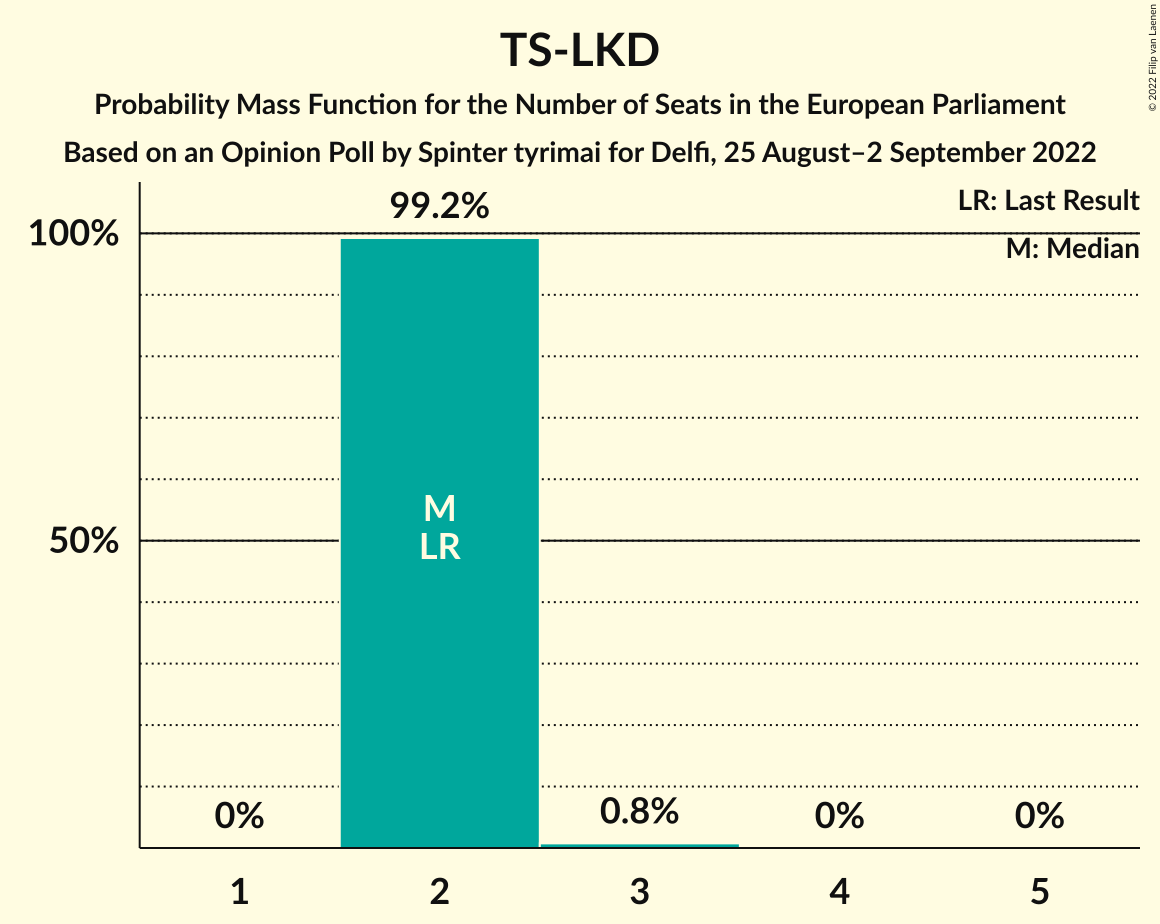 TS-LKD
Probability Mass Function for the Number of Seats in the European Parliament
Based on an Opinion Poll by Spinter tyrimai for Delfi, 25 August–2 September 2022
© 2022 Filip van Laenen
LR: Last Result
M: Median
100%
50%
0%
99.2%
0.8%
0%
0%
M
LR
1
2
3
4
5